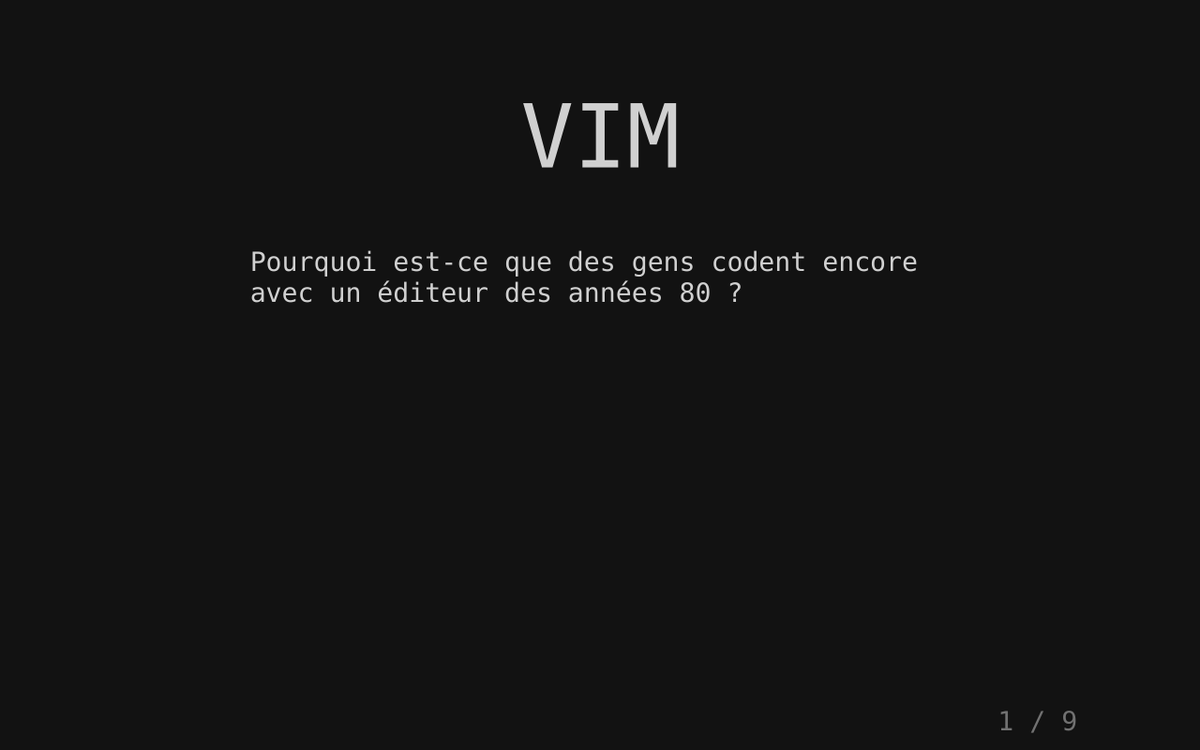 VIM
Pourquoi est-ce que des gens codent encore
avec un éditeur des années 80 ?
1 / 9